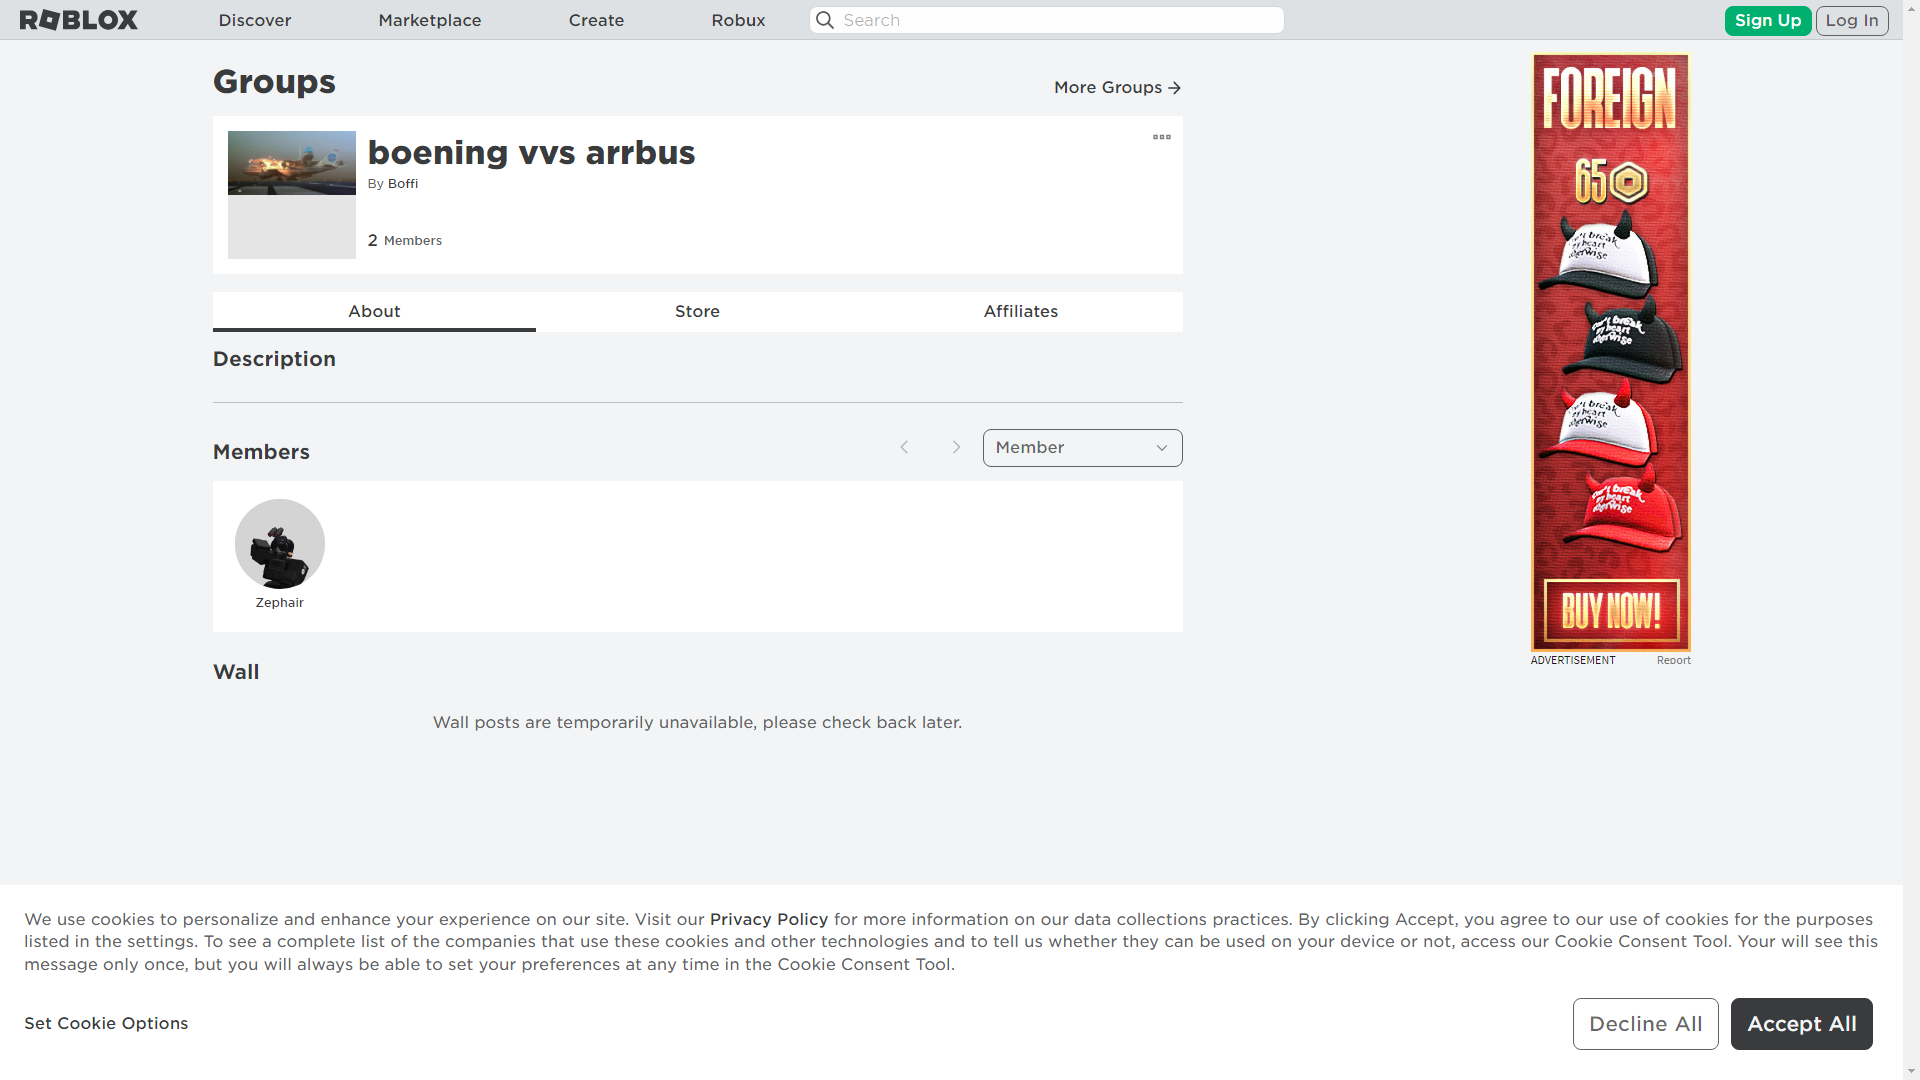 ROBLOX
Discover
Marketplace
Create
Robux
Search
Sign Up
Log In
Groups
More Groups
boening vvs arrbus
By Boffi
2 Members
About
Store
Affiliates
Description
Members
Member
Zephair
Wall
Wall posts are temporarily unavailable, please check back later.
FOREIGN
65
BUY NOW!
ADVERTISEMENT
Report
We use cookies to personalize and enhance your experience on our site. Visit our Privacy Policy for more information on our data collections practices. By clicking Accept, you agree to our use of cookies for the purposes
listed in the settings. To see a complete list of the companies that use these cookies and other technologies and to tell us whether they can be used on your device or not, access our Cookie Consent Tool. Your will see this
message only once, but you will always be able to set your preferences at any time in the Cookie Consent Tool.
Set Cookie Options
Decline All
Accept All